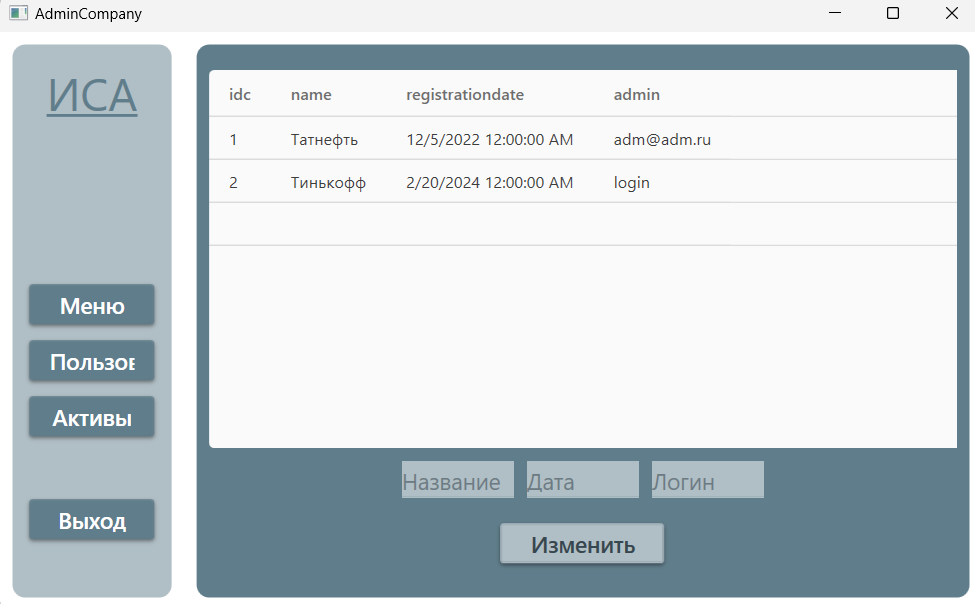 AdminCompany
ИСА
Меню
Пользов
Активы
Выход
idc name registrationdate admin
1 Татнефть 12/5/2022 12:00:00 AM adm@adm.ru
2 Тинькофф 2/20/2024 12:00:00 AM login
Название Дата Логин
Изменить